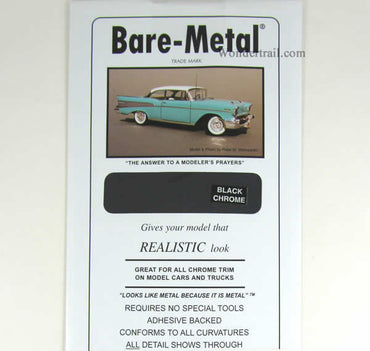 Bare-Metal®
Wondertrail.com
TRADE MARK
"THE ANSWER TO A MODELER'S PRAYERS"
BLACK
CHROME
Gives your model that
REALISTIC look
GREAT FOR ALL CHROME TRIM
ON MODEL CARS AND TRUCKS
"LOOKS LIKE METAL BECAUSE IT IS METAL" ™
REQUIRES NO SPECIAL TOOLS
ADHESIVE BACKED
CONFORMS TO ALL CURVATURES
ALL DETAIL SHOWS THROUGH